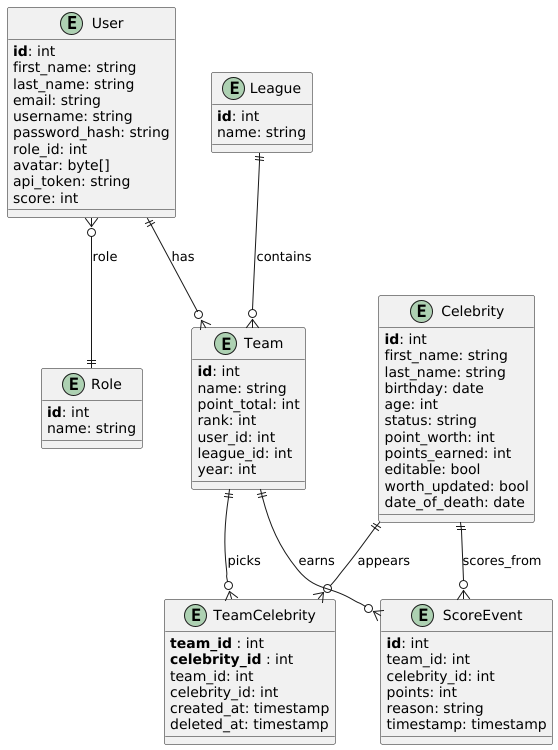 E User
id: int
first_name: string
last_name: string
email: string
username: string
password_hash: string
role_id: int
avatar: byte[]
api_token: string
score: int
E League
id: int
name: string
role
has
contains
E Role
id: int
name: string
E Team
id: int
name: string
point_total: int
rank: int
user_id: int
league_id: int
year: int
E Celebrity
id: int
first_name: string
last_name: string
birthday: date
age: int
status: string
point_worth: int
points_earned: int
editable: bool
worth_updated: bool
date_of_death: date
picks
earns
appears
scores_from
E TeamCelebrity
team_id : int
celebrity_id : int
team_id: int
celebrity_id: int
created_at: timestamp
deleted_at: timestamp
E ScoreEvent
id: int
team_id: int
celebrity_id: int
points: int
reason: string
timestamp: timestamp